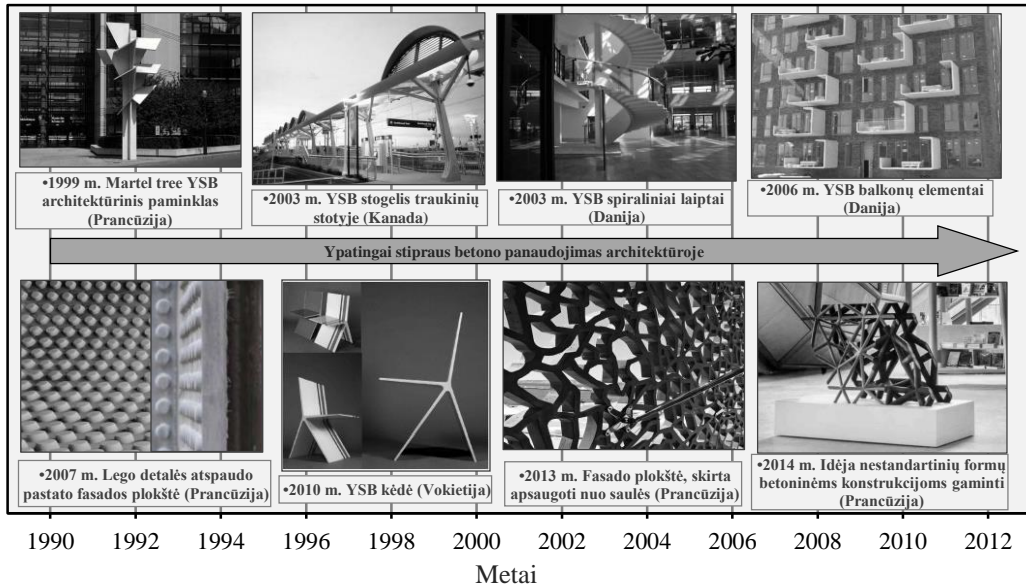 •1999 m. Martel tree YSB
architektūrinis paminklas
(Prancūzija)
•2003 m. YSB stogelis traukinių
stotyje (Kanada)
•2003 m. YSB spiraliniai laiptai
(Danija)
•2006 m. YSB balkonų elementai
(Danija)
Ypatingai stipraus betono panaudojimas architektūroje
•2007 m. Lego detalės atspaudo
pastato fasados plokštė (Prancūzija)
•2010 m. YSB kėdė (Vokietija)
•2013 m. Fasado plokštė, skirta
apsaugoti nuo saulės (Prancūzija)
•2014 m. Idėja nestandartinių formų
betoninėms konstrukcijoms gaminti
(Prancūzija)
1990 1992 1994 1996 1998 2000 2002 2004 2006 2008 2010 2012
Metai